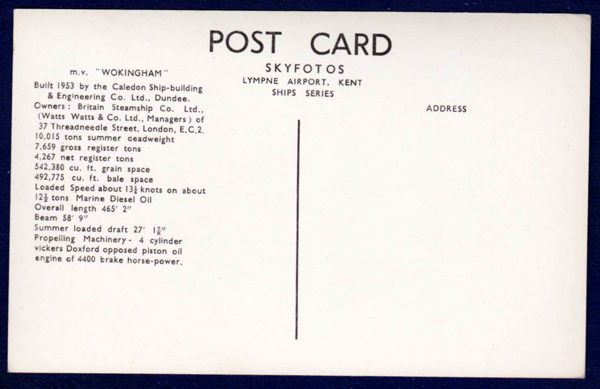 POST CARD
SKYFOTOS
LYMPNE AIRPORT. KENT
SHIPS SERIES
m.v. "WOKINGHAM"
Built 1953 by the Caledon Ship-building
& Engineering Co. Ltd., Dundee.
Owners: Britain Steamship Co. Ltd.,
(Watts Watts & Co. Ltd., Managers) of
37 Threadneedle Street, London, E,C,2.
10,015 tons summer deadweight
7,659 gross register tons
4,267 net register tons
542,380 cu. ft. grain space
492,775 cu. ft. bale space
Loaded Speed about 13½ knots on about
12½ tons Marine Diesel Oil
Overall length 465' 2"
Beam 58' 9"
Summer loaded draft 27'
Propelling Machinery - 4 cylinder
vickers Doxford opposed piston oil
engine of 4400 brake horse-power.
ADDRESS